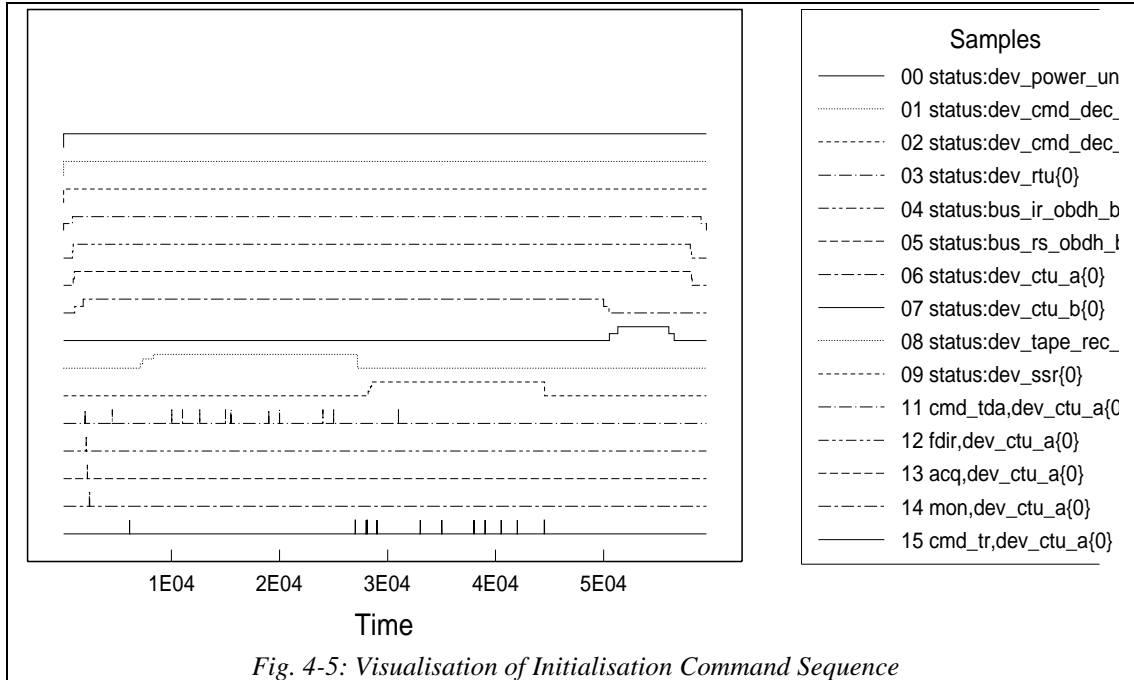 Samples
00 status:dev_power_un
01 status:dev_cmd_dec_
02 status:dev_cmd_dec_
03 status:dev_rtu{0}
04 status:bus_ir_obdh_b
05 status:bus_rs_obdh_b
06 status:dev_ctu_a{0}
07 status:dev_ctu_b{0}
08 status:dev_tape_rec_
09 status:dev_ssr{0}
11 cmd_tda,dev_ctu_a{0
12 fdir,dev_ctu_a{0}
13 acq,dev_ctu_a{0}
14 mon,dev_ctu_a{0}
15 cmd_tr,dev_ctu_a{0}
1E04 2E04 3E04 4E04 5E04
Time
Fig. 4-5: Visualisation of Initialisation Command Sequence